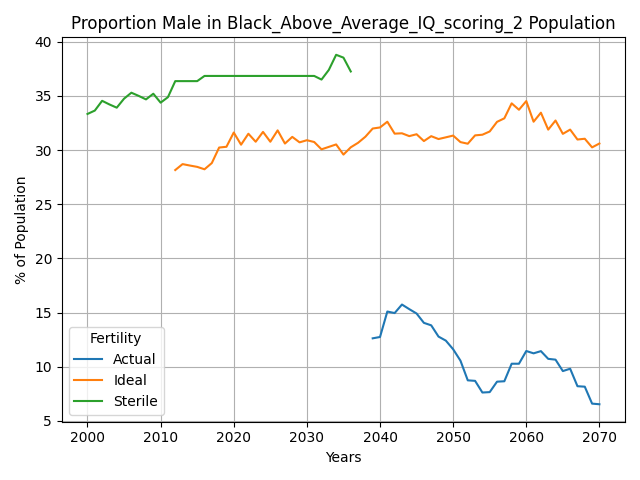 Proportion Male in Black_Above_Average_IQ_scoring_2 Population
% of Population
40
35
30
25
20
15
10
5
Fertility
Actual
Ideal
Sterile
2000 2010 2020 2030 2040 2050 2060 2070
Years